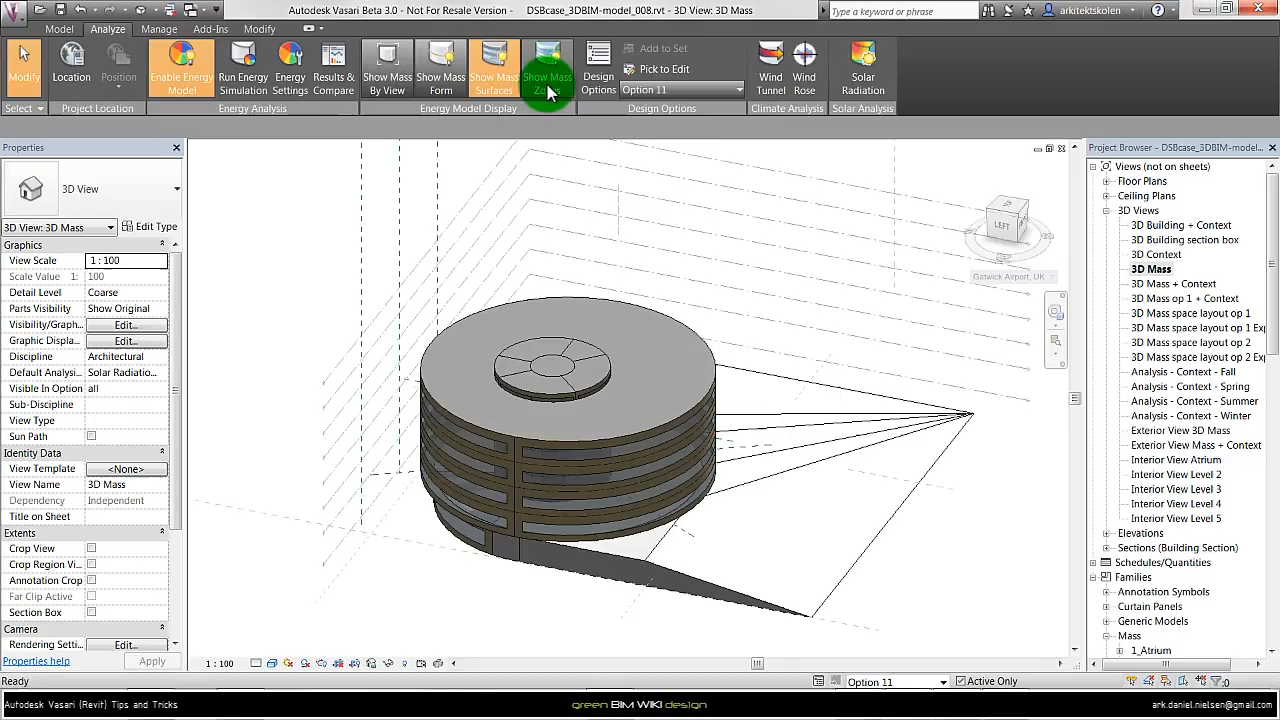 Autodesk Vasari Beta 3.0 - Not For Resale Version - DSBcase_3DBIM-model_008.rvt - 3D View: 3D Mass
Type a keyword or phrase
arkitektskolen
Model Analyze Manage Add-Ins Modify
Modify
Location
Position
Enable Energy Model
Run Energy Simulation
Energy Settings
Results & Compare
Show Mass By View
Show Mass Form
Show Mass Surfaces
Show Mass
Design Options
Add to Set
Pick to Edit
Option 11
Wind Tunnel
Wind Rose
Solar Radiation
Select
Project Location
Energy Analysis
Energy Model Display
Design Options
Climate Analysis
Solar Analysis
Properties
3D View
3D View: 3D Mass
Edit Type
Graphics
View Scale 1 : 100
Scale Value 1: 100
Detail Level Coarse
Parts Visibility Show Original
Visibility/Graph... Edit...
Graphic Displa... Edit...
Discipline Architectural
Default Analys... Solar Radiatio...
Visible In Option all
Sub-Discipline
View Type
Sun Path
Identity Data
View Template <None>
View Name 3D Mass
Dependency Independent
Title on Sheet
Extents
Crop View
Crop Region Vi...
Annotation Crop
Far Clip Active
Section Box
Camera
Rendering Setti... Edit...
Properties help
Apply
LEFT
Gatwick Airport, UK
Project Browser - DSBcase_3DBIM-model...
Views (not on sheets)
Floor Plans
Ceiling Plans
3D Views
3D Building + Context
3D Building section box
3D Context
3D Mass
3D Mass + Context
3D Mass op 1 + Context
3D Mass space layout op 1
3D Mass space layout op 1 Ex
3D Mass space layout op 2
3D Mass space layout op 2 Ex
Analysis - Context - Fall
Analysis - Context - Spring
Analysis - Context - Summer
Analysis - Context - Winter
Exterior View 3D Mass
Exterior View Mass + Context
Interior View Atrium
Interior View Level 2
Interior View Level 3
Interior View Level 4
Interior View Level 5
Elevations
Sections (Building Section)
Schedules/Quantities
Families
Annotation Symbols
Curtain Panels
Generic Models
Mass
1_Atrium
1 : 100
Ready
Option 11
Active Only
:0
Autodesk Vasari (Revit) Tips and Tricks
green BIM WIKI design
ark.daniel.nielsen@gmail.com